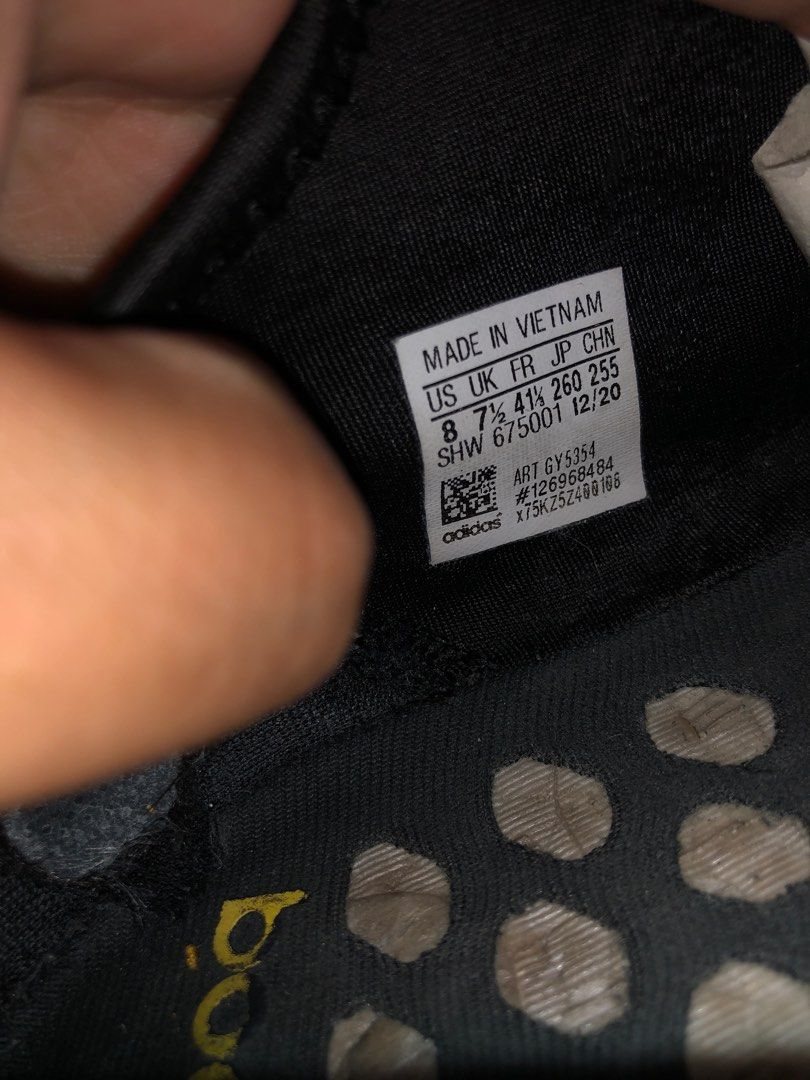 MADE IN VIETNAM
US UK FR JP CHN
8 7½ 41⅓ 260 255
SHW 675001 12/20
ART GY5354
#126968484
x75KZ5Z400108
adidas